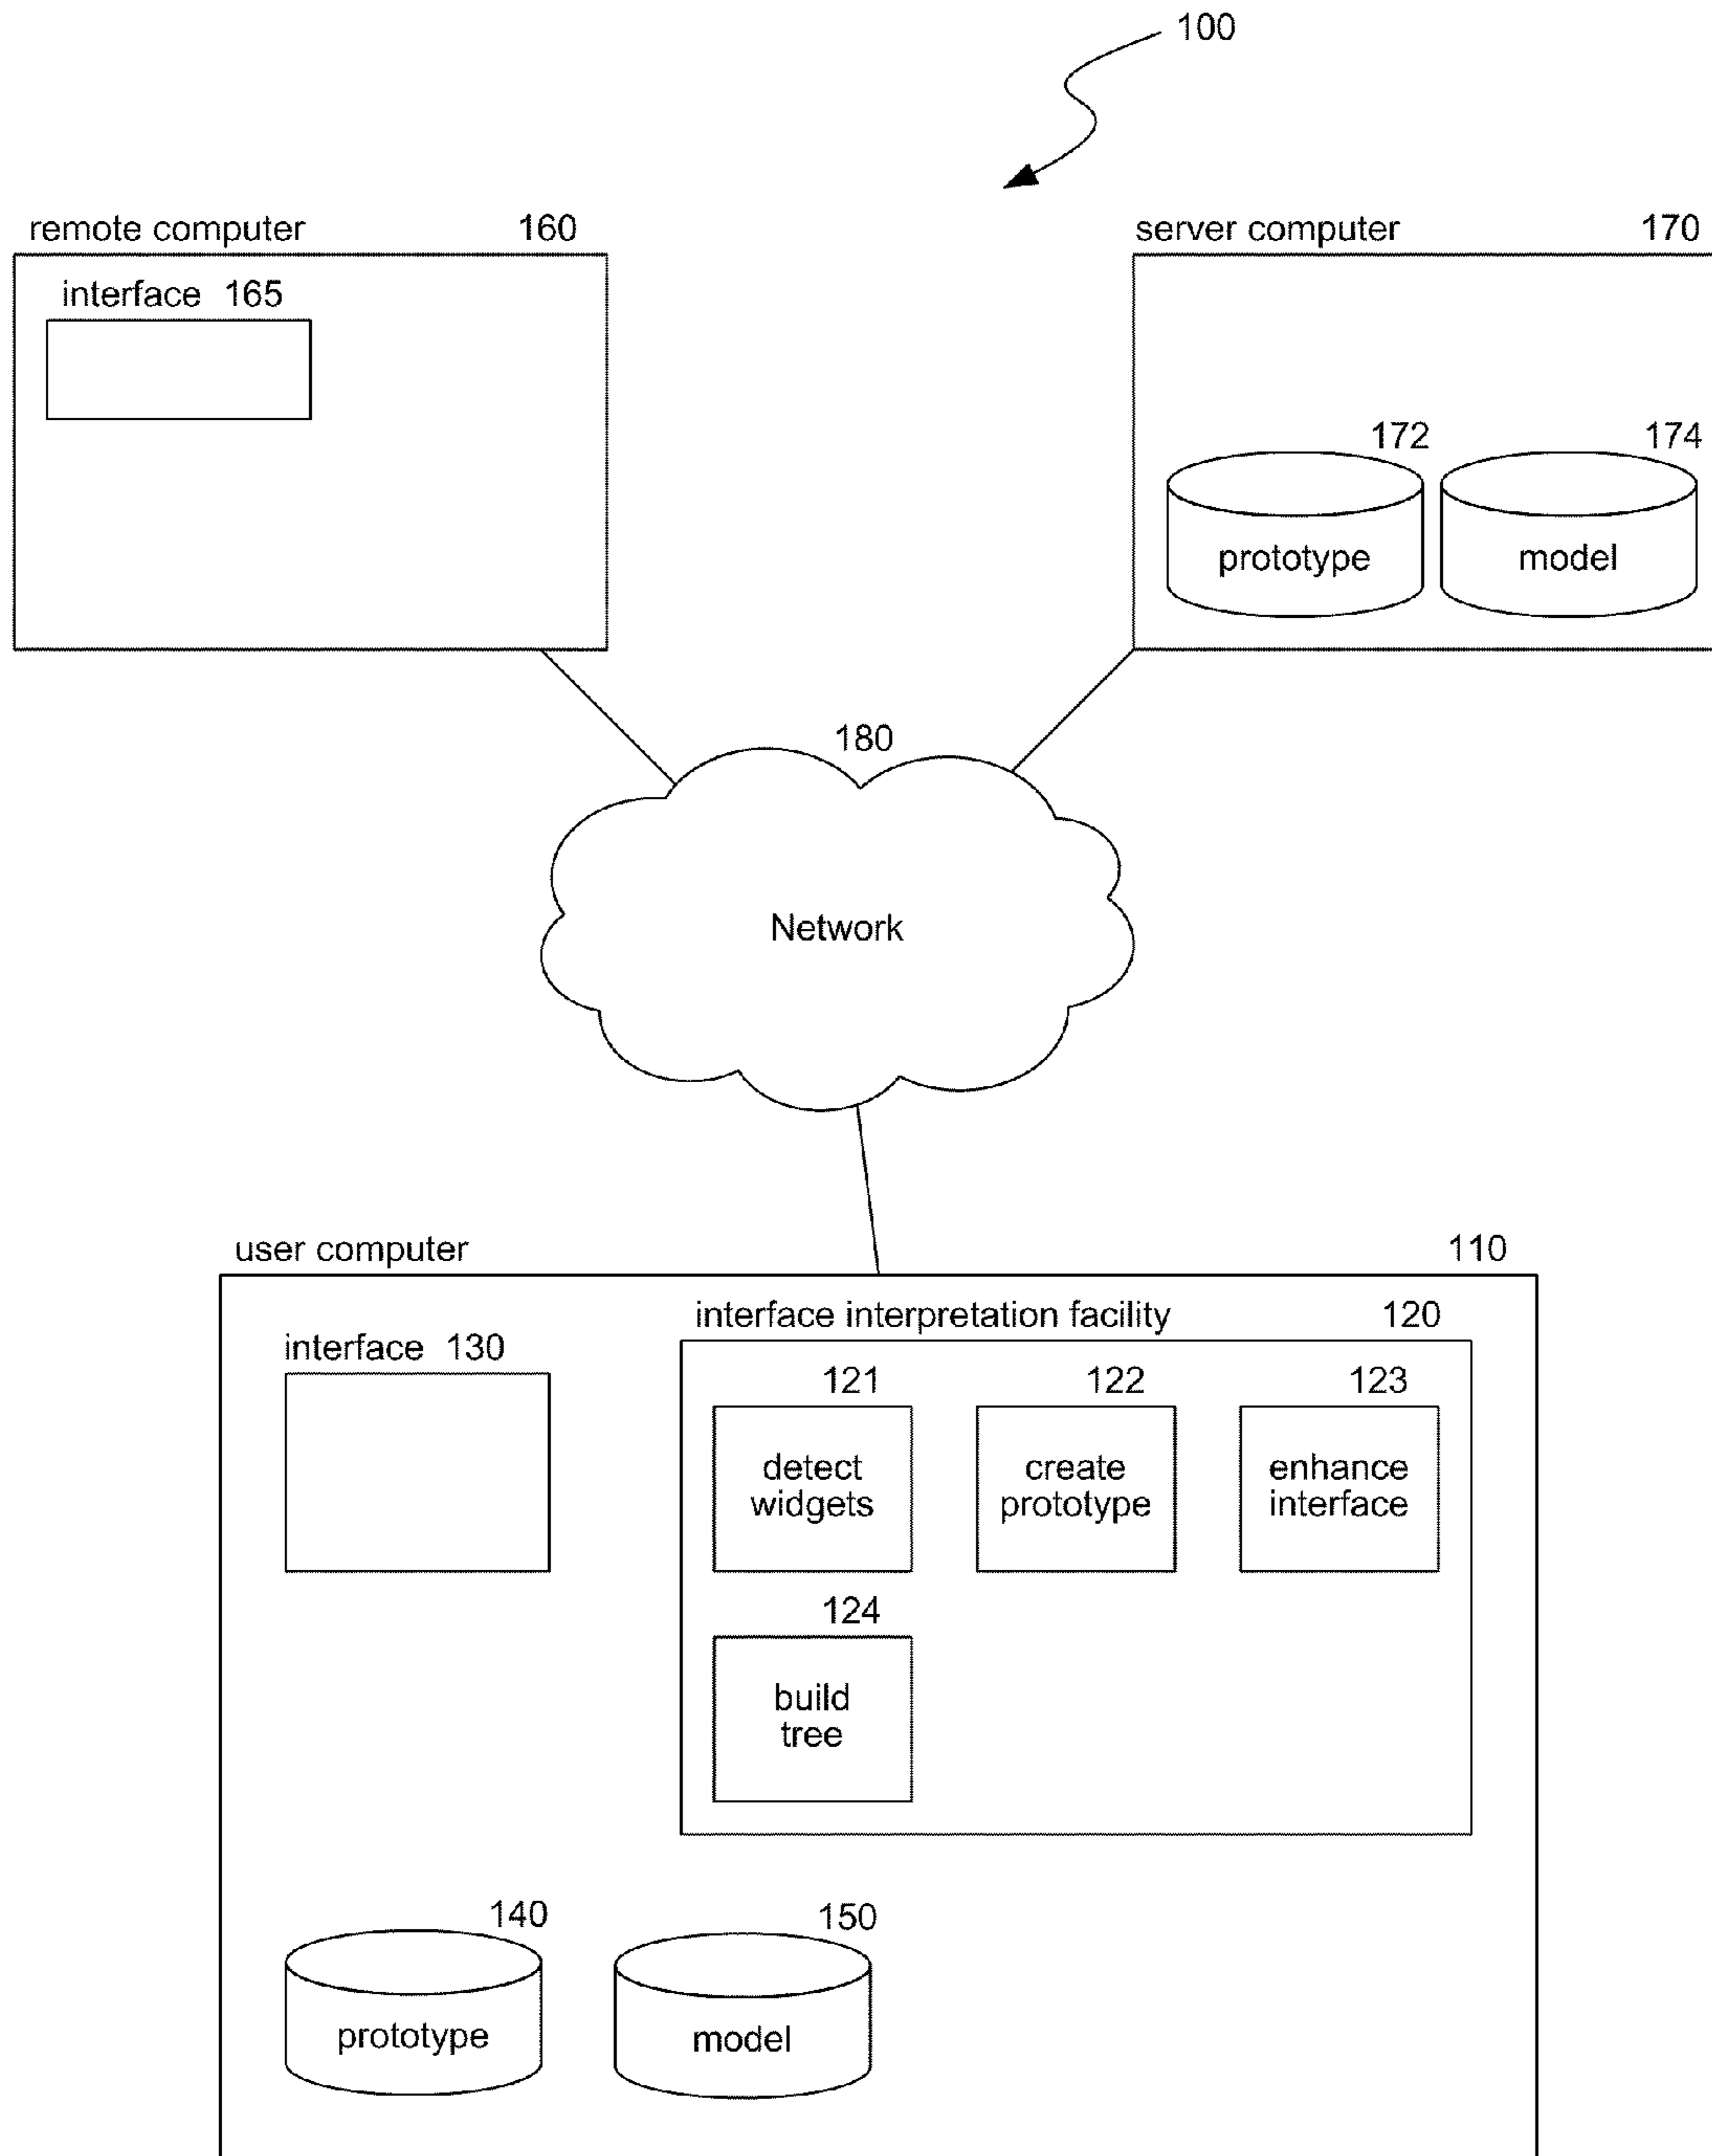 100
remote computer 160
interface 165
server computer 170
172 174
prototype model
180
Network
user computer 110
interface 130
interface interpretation facility 120
121 122 123
detect widgets
create prototype
enhance interface
124
build tree
140 150
prototype model